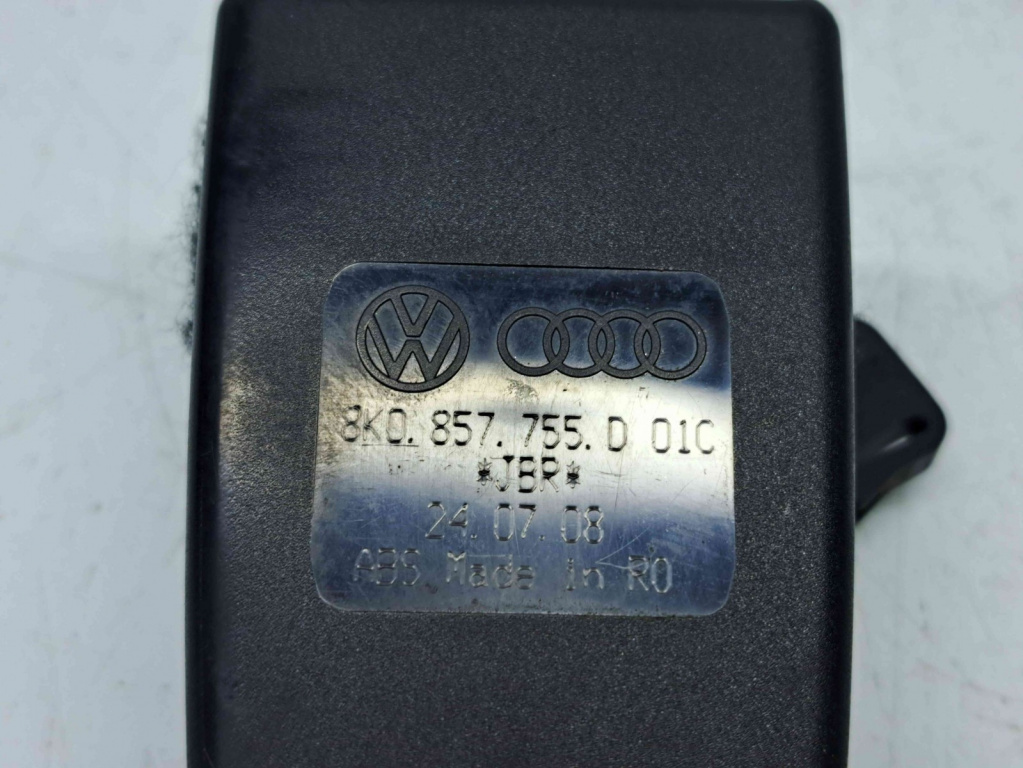 8K0. 857. 755. D 01C
*JBR*
24.07.08
ABS Made in RO